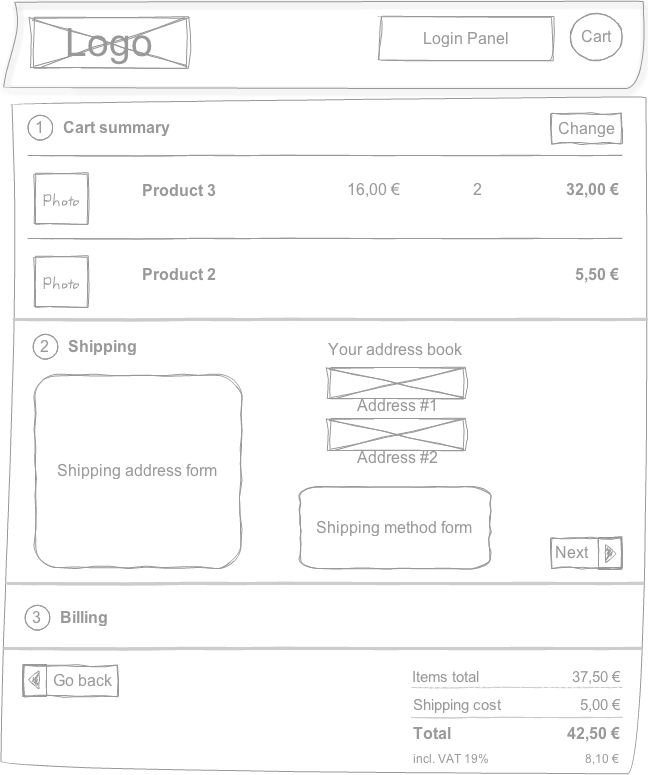 Logo
Login Panel
Cart
1 Cart summary
Change
Photo
Product 3 16,00 € 2 32,00 €
Photo
Product 2 5,50 €
2 Shipping
Your address book
Address #1
Address #2
Shipping address form
Shipping method form
Next
3 Billing
Go back
Items total 37,50 €
Shipping cost 5,00 €
Total 42,50 €
incl. VAT 19% 8,10 €